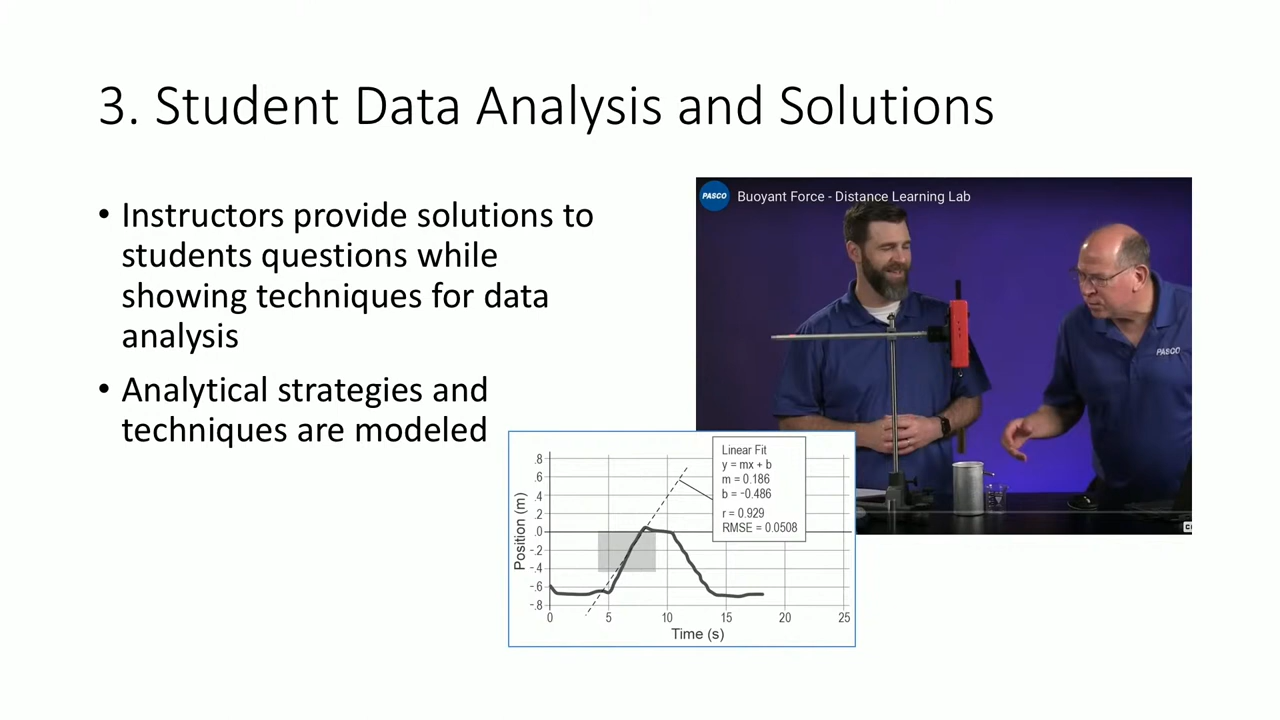 3. Student Data Analysis and Solutions
• Instructors provide solutions to
students questions while
showing techniques for data
analysis
• Analytical strategies and
techniques are modeled
PASCO
Buoyant Force - Distance Learning Lab
PASCO
Linear Fit
y = mx + b
m = 0.186
b = -0.486
r = 0.929
RMSE = 0.0508
Position (m)
.8
.6
.4
.2
.0
-.2
-.4
-.6
-.8
0 5 10 15 20 25
Time (s)